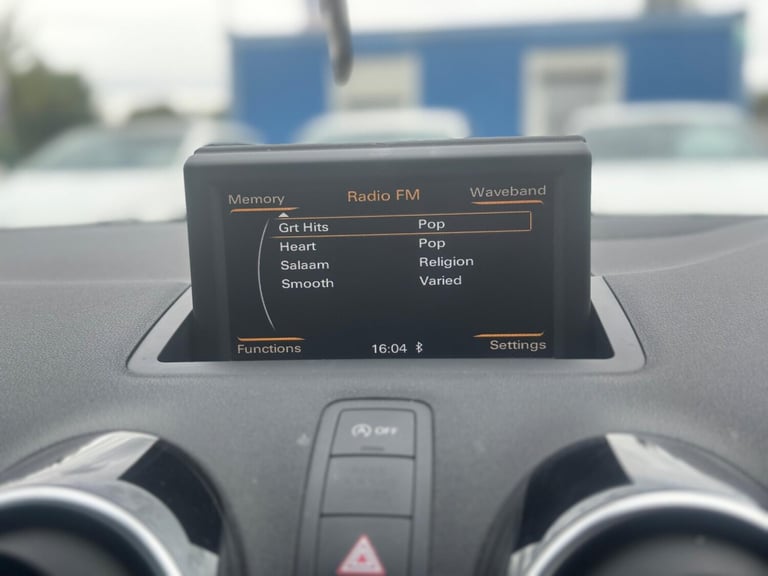 Memory Radio FM Waveband
Grt Hits Pop
Heart Pop
Salaam Religion
Smooth Varied
Functions 16:04 Settings
A OFF